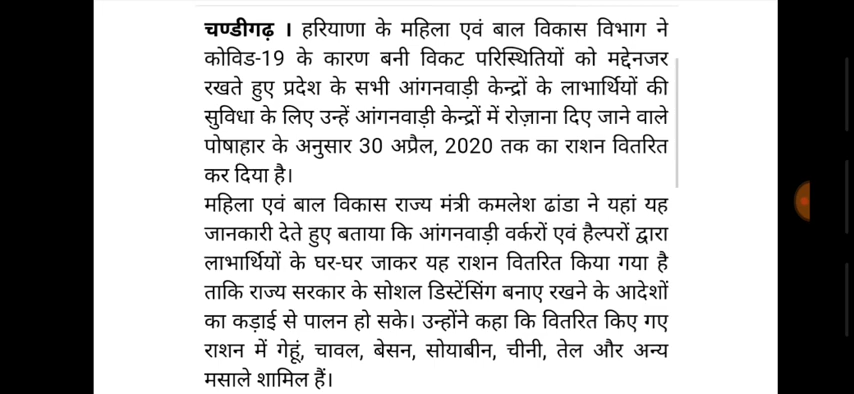 चण्डीगढ़ । हरियाणा के महिला एवं बाल विकास विभाग ने
कोविड-19 के कारण बनी विकट परिस्थितियों को मद्देनजर
रखते हुए प्रदेश के सभी आंगनवाड़ी केन्द्रों के लाभार्थियों की
सुविधा के लिए उन्हें आंगनवाड़ी केन्द्रों में रोज़ाना दिए जाने वाले
पोषाहार के अनुसार 30 अप्रैल, 2020 तक का राशन वितरित
कर दिया है।
महिला एवं बाल विकास राज्य मंत्री कमलेश ढांडा ने यहां यह
जानकारी देते हुए बताया कि आंगनवाड़ी वर्करों एवं हैल्परों द्वारा
लाभार्थियों के घर-घर जाकर यह राशन वितरित किया गया है
ताकि राज्य सरकार के सोशल डिस्टेंसिंग बनाए रखने के आदेशों
का कड़ाई से पालन हो सके। उन्होंने कहा कि वितरित किए गए
राशन में गेहूं, चावल, बेसन, सोयाबीन, चीनी, तेल और अन्य
मसाले शामिल हैं।